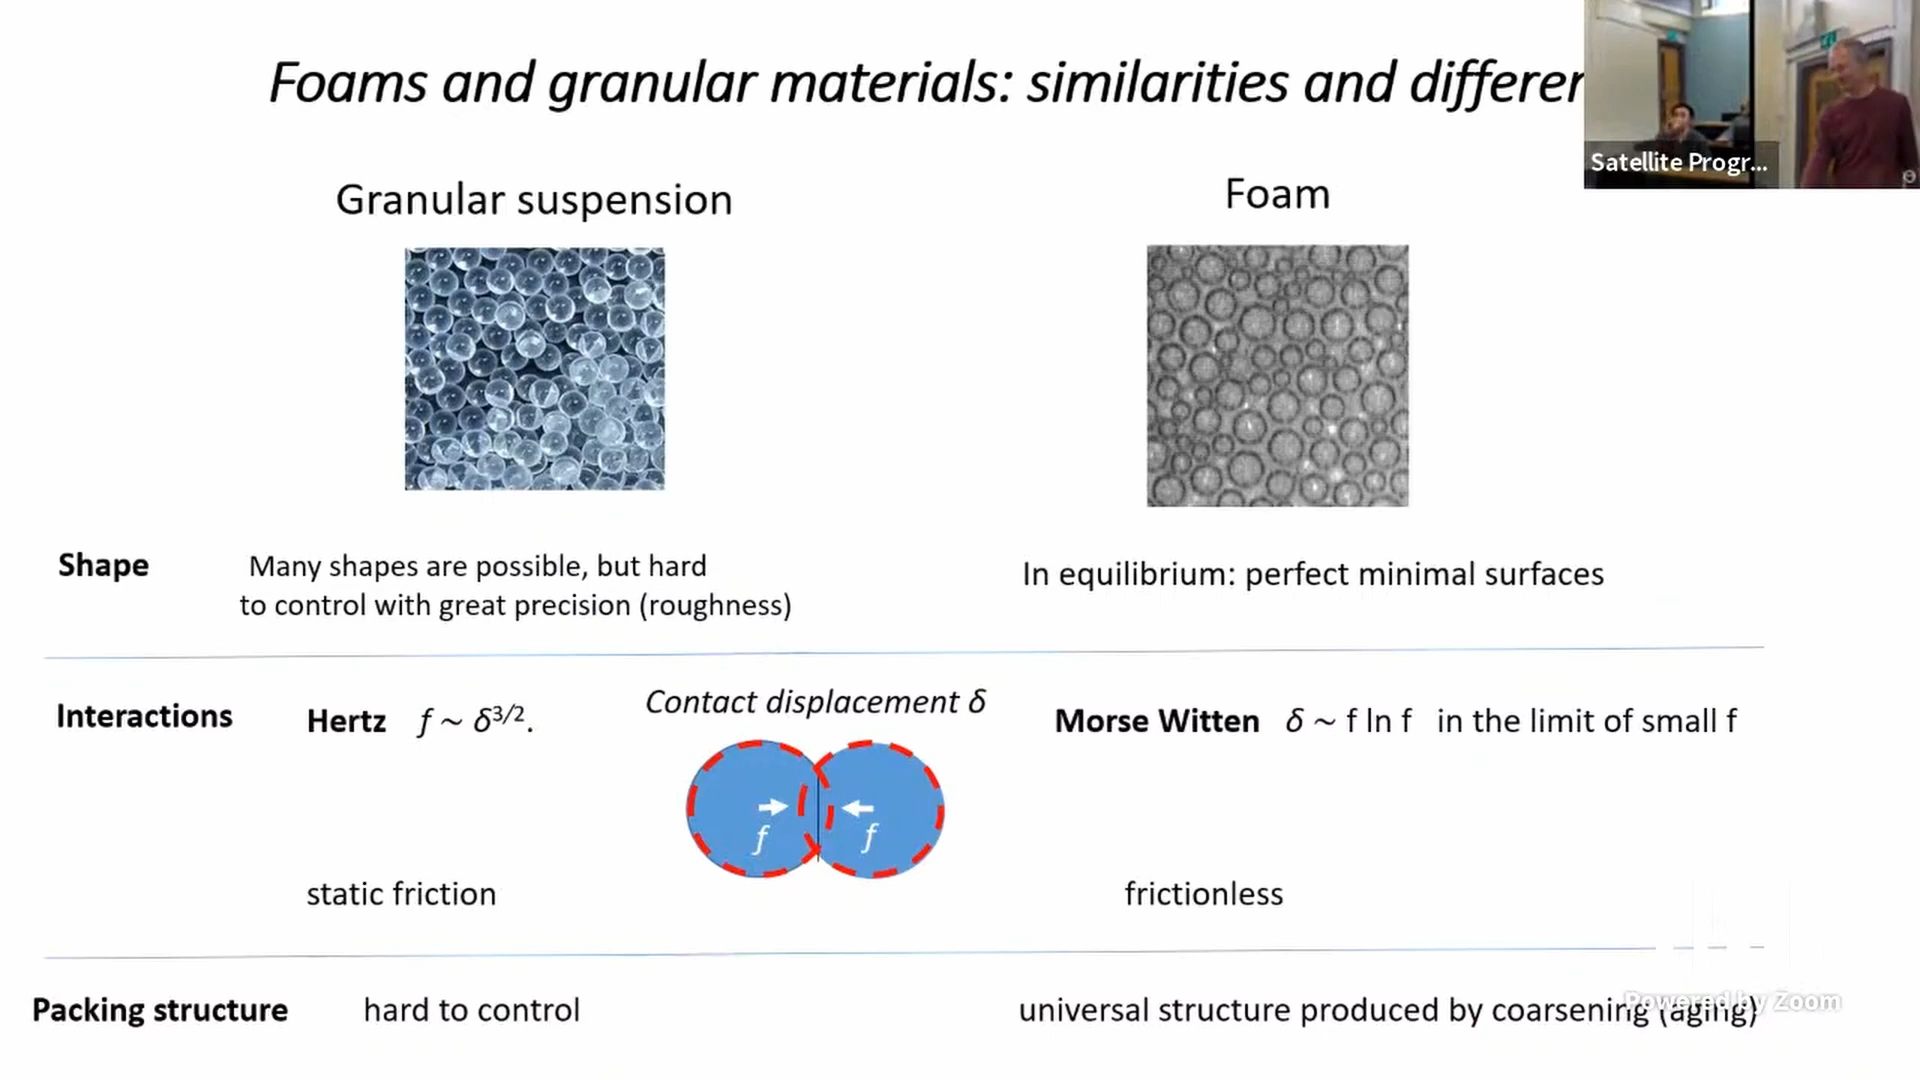 Foams and granular materials: similarities and differen
Satellite Progr...
Granular suspension
Foam
Shape
Many shapes are possible, but hard
to control with great precision (roughness)
In equilibrium: perfect minimal surfaces
Interactions
Hertz f ~ δ³ᐟ².
Contact displacement δ
Morse Witten δ ~ f ln f in the limit of small f
f
f
static friction
frictionless
Packing structure
hard to control
universal structure produced by coarsening (aging)
Powered by Zoom